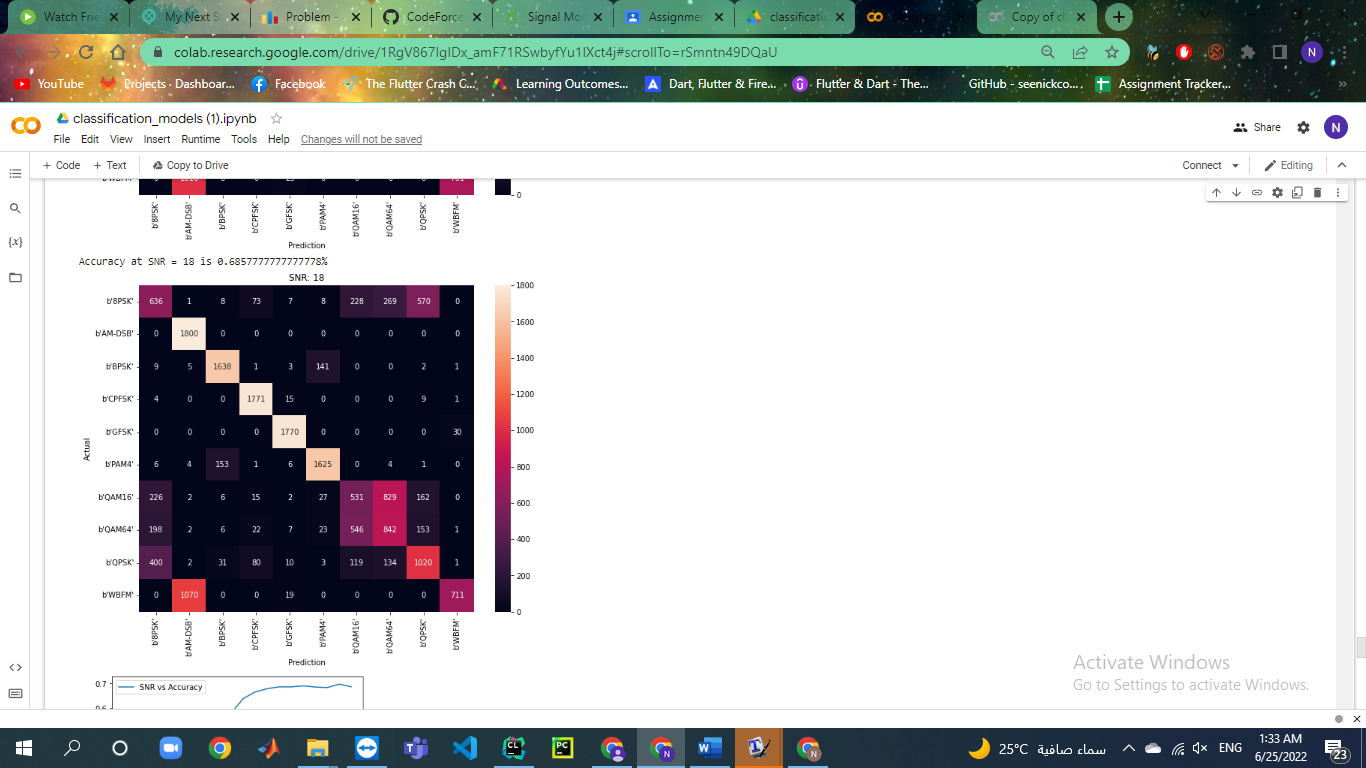 Watch Frie
My Next S
Problem -
CodeForce
Signal Mo
Assignmen
classificatio
Copy of cl
colab.research.google.com/drive/1RgV867IgIDx_amF71RSwbyfYu1lXct4j#scrollTo=rSmntn49DQaU
N
YouTube
Projects · Dashboar...
Facebook
The Flutter Crash C...
Learning Outcomes...
Dart, Flutter & Fire...
Flutter & Dart - The...
GitHub - seenickco...
Assignment Tracker...
»
classification_models (1).ipynb
File Edit View Insert Runtime Tools Help Changes will not be saved
Share
N
+ Code + Text Copy to Drive
Connect
Editing
{x}
0
b'8PSK' b'AM-DSB' b'BPSK' b'CPFSK' b'GFSK' b'PAM4' b'QAM16' b'QAM64' b'QPSK' b'WBFM'
Prediction
Accuracy at SNR = 18 is 0.6857777777777778%
SNR: 18
b'8PSK' 636 1 8 73 7 8 228 269 570 0
b'AM-DSB' 0 1800 0 0 0 0 0 0 0 0
b'BPSK' 9 5 1638 1 3 141 0 0 2 1
b'CPFSK' 4 0 0 1771 15 0 0 0 9 1
b'GFSK' 0 0 0 0 1770 0 0 0 0 30
b'PAM4' 6 4 153 1 6 1625 0 4 1 0
b'QAM16' 226 2 6 15 2 27 531 829 162 0
b'QAM64' 198 2 6 22 7 23 546 842 153 1
b'QPSK' 400 2 31 80 10 3 119 134 1020 1
b'WBFM' 0 1070 0 0 19 0 0 0 0 711
Actual
b'8PSK' b'AM-DSB' b'BPSK' b'CPFSK' b'GFSK' b'PAM4' b'QAM16' b'QAM64' b'QPSK' b'WBFM'
Prediction
1800
1600
1400
1200
1000
800
600
400
200
0
0.7
SNR vs Accuracy
Activate Windows
Go to Settings to activate Windows.
25°C سماء صافية
ENG
1:33 AM
6/25/2022
23